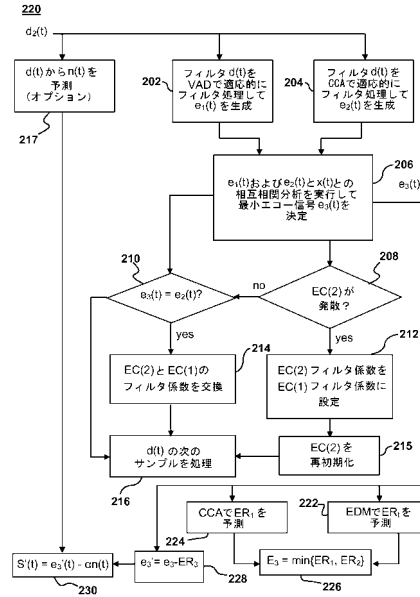 220
d₂(t)
d(t)からn(t)を
予測
(オプション)
217
202
フィルタd(t)を
VADで適応的に
フィルタ処理して
e₁(t)を生成
204
フィルタd(t)を
CCAで適応的に
フィルタ処理して
e₂(t)を生成
206
e₁(t)およびe₂(t)とx(t)との
相互相関分析を実行して
最小エコー信号e₃(t)を
決定
e₃(t)
210
e₃(t) = e₂(t)?
no
208
EC(2)が
発散?
yes
yes
214
EC(2)とEC(1)の
フィルタ係数を交換
212
EC(2)フィルタ係数を
EC(1)フィルタ係数に
設定
d(t)の次の
サンプルを処理
216
EC(2)を
再初期化
215
CCAでER₁を
予測
224
222
EDMでER₁を
予測
S'(t) = e₃'(t) - αn(t)
230
e₃'= e₃-ER₃
228
E₃ = min{ER₁, ER₂}
226